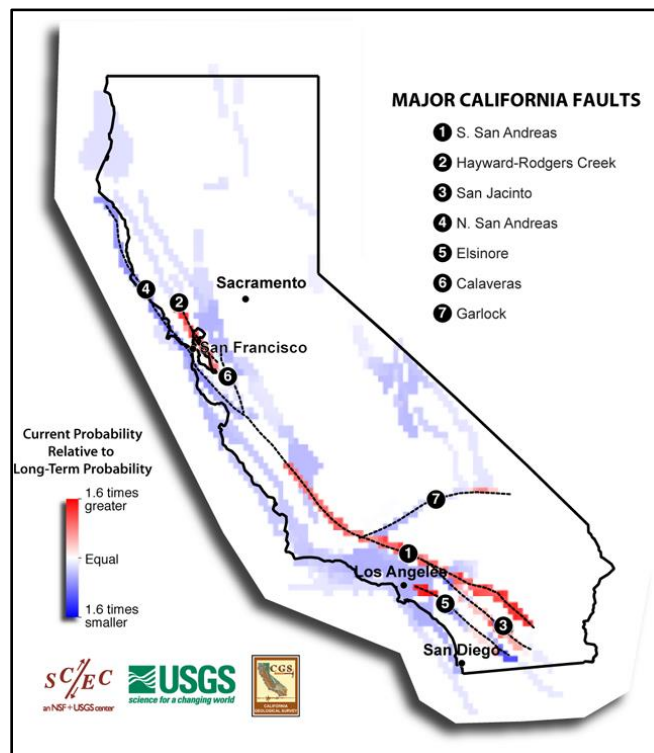 MAJOR CALIFORNIA FAULTS
1 S. San Andreas
2 Hayward-Rodgers Creek
3 San Jacinto
4 N. San Andreas
5 Elsinore
6 Calaveras
7 Garlock
Sacramento
4
2
San Francisco
6
Current Probability
Relative to
Long-Term Probability
1.6 times
greater
Equal
1.6 times
smaller
7
1
Los Angeles
5
3
San Diego
SC/EC
an NSF+USGS center
USGS
science for a changing world
CGS
CALIFORNIA
GEOLOGICAL SURVEY